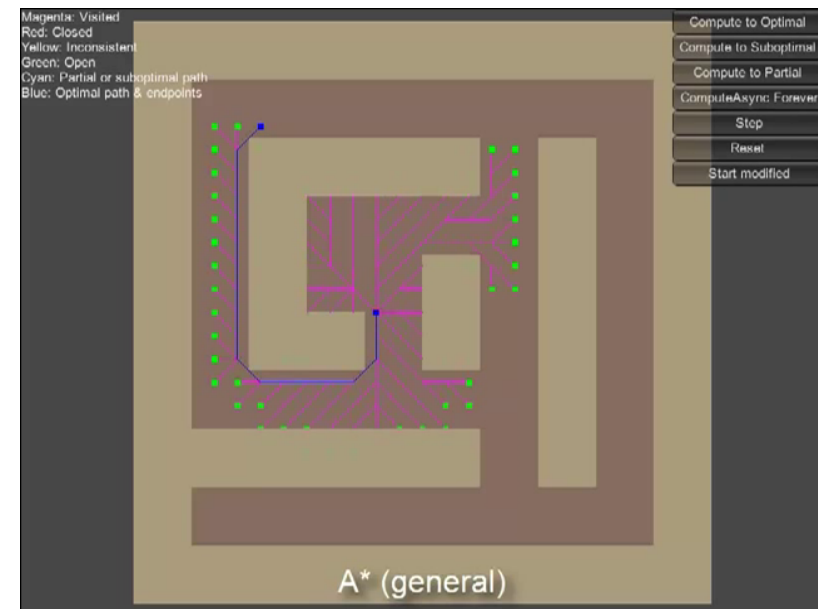 Magenta: Visited
Red: Closed
Yellow: Inconsistent
Green: Open
Cyan: Partial or suboptimal path
Blue: Optimal path & endpoints
Compute to Optimal
Compute to Suboptimal
Compute to Partial
ComputeAsync Forever
Step
Reset
Start modified
A* (general)